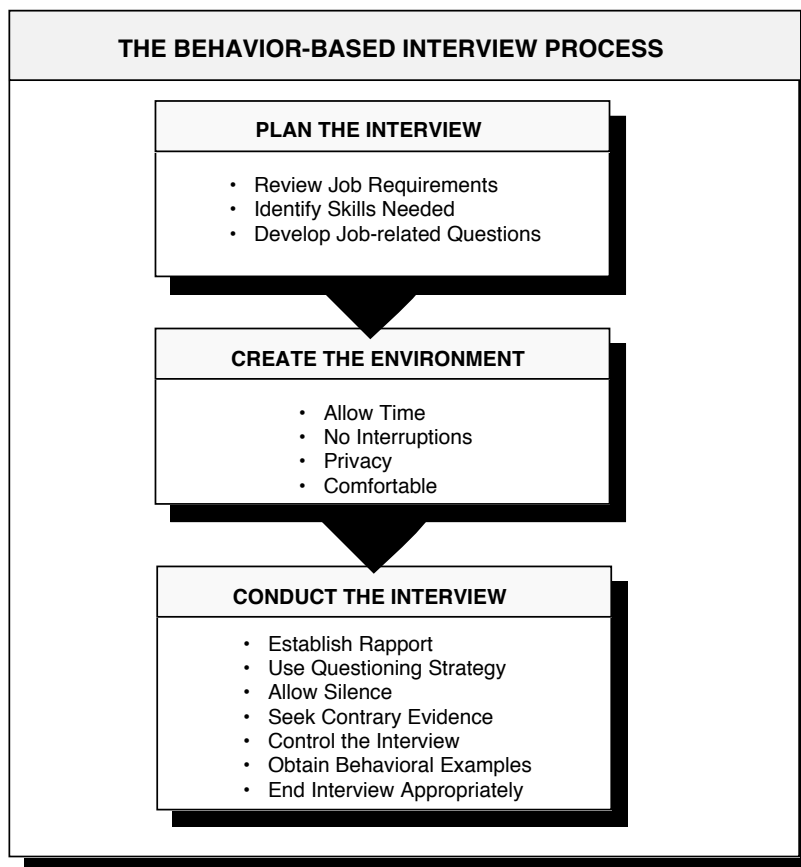 THE BEHAVIOR-BASED INTERVIEW PROCESS
PLAN THE INTERVIEW
• Review Job Requirements
• Identify Skills Needed
• Develop Job-related Questions
CREATE THE ENVIRONMENT
• Allow Time
• No Interruptions
• Privacy
• Comfortable
CONDUCT THE INTERVIEW
• Establish Rapport
• Use Questioning Strategy
• Allow Silence
• Seek Contrary Evidence
• Control the Interview
• Obtain Behavioral Examples
• End Interview Appropriately